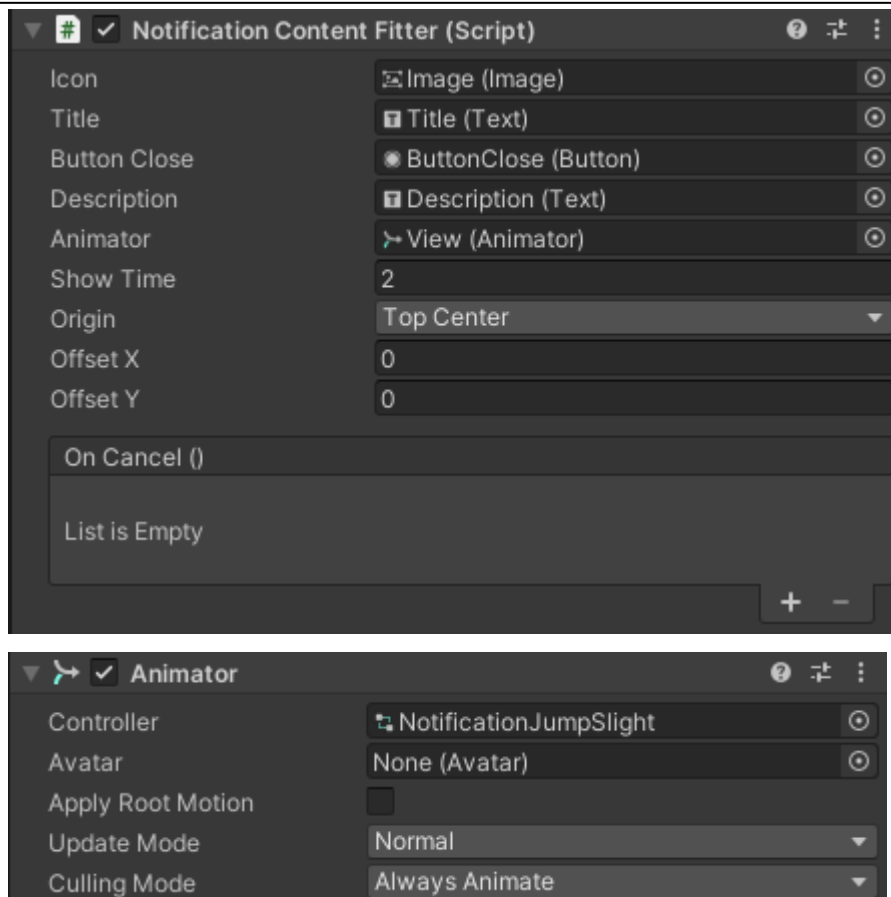 # Notification Content Fitter (Script)
Icon Image (Image)
Title Title (Text)
Button Close ButtonClose (Button)
Description Description (Text)
Animator View (Animator)
Show Time 2
Origin Top Center
Offset X 0
Offset Y 0
On Cancel ()
List is Empty
+ −
Animator
Controller NotificationJumpSlight
Avatar None (Avatar)
Apply Root Motion
Update Mode Normal
Culling Mode Always Animate